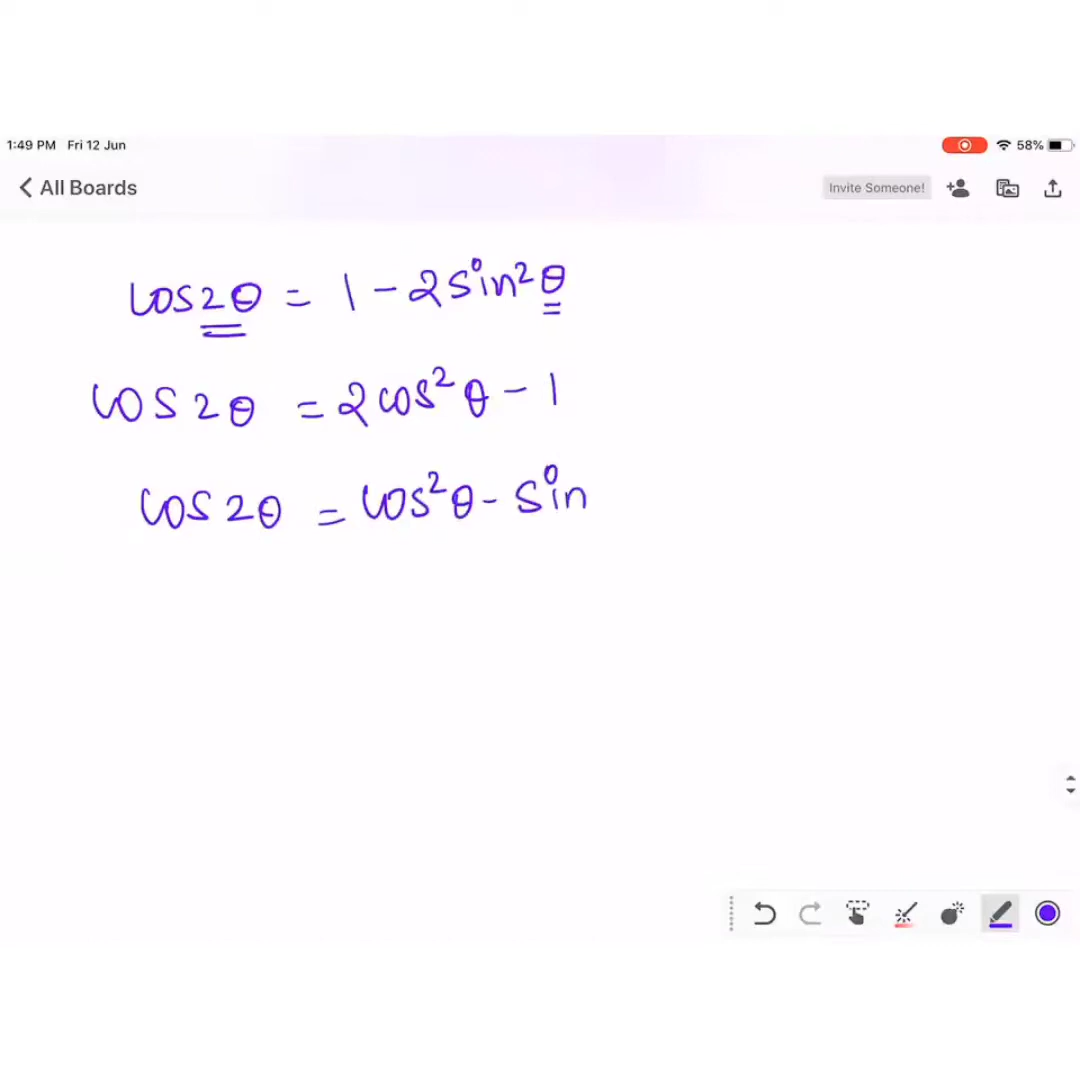 1:49 PM Fri 12 Jun 58%
All Boards Invite Someone!
cos2θ = 1 - 2sin²θ
cos2θ = 2cos²θ - 1
cos2θ = cos²θ - sin